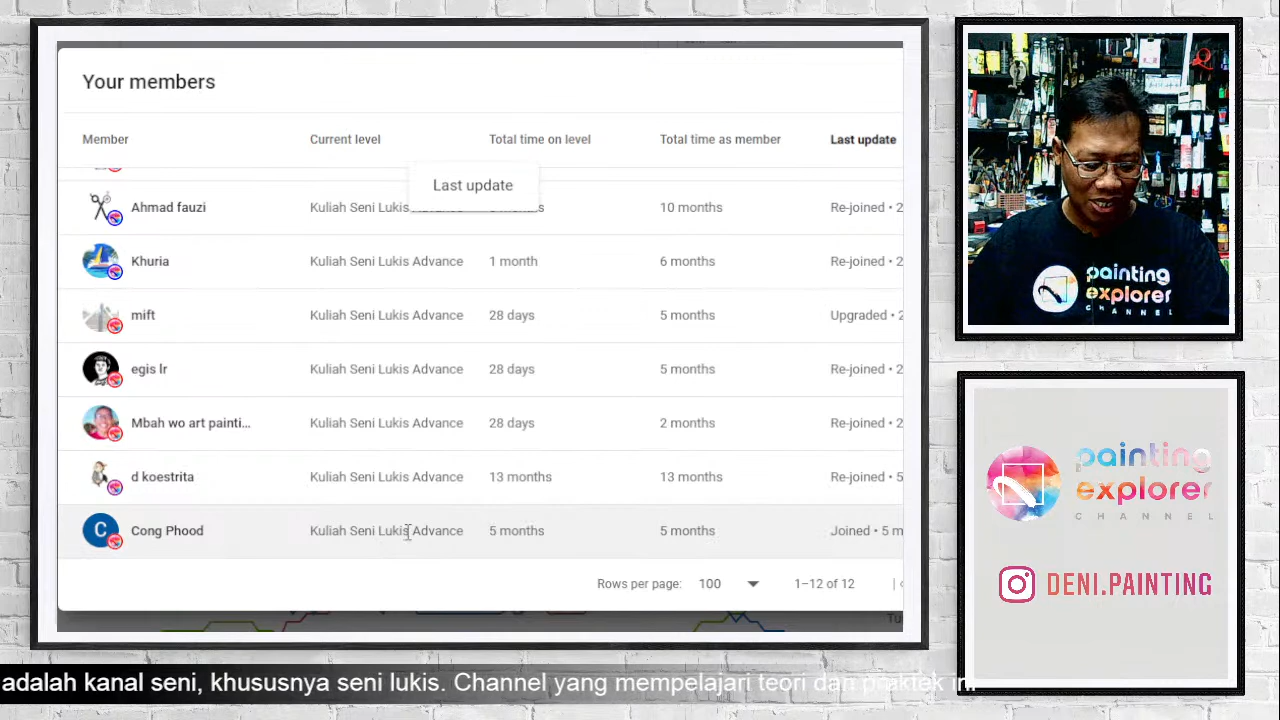 Your members
Member Current level Total time on level Total time as member Last update
Last update
Ahmad fauzi Kuliah Seni Lukis 10 months Re-joined • 2
Khuria Kuliah Seni Lukis Advance 1 month 6 months Re-joined • 2
mift Kuliah Seni Lukis Advance 28 days 5 months Upgraded • 2
egis lr Kuliah Seni Lukis Advance 28 days 5 months Re-joined • 2
Mbah wo art painti... Kuliah Seni Lukis Advance 28 days 2 months Re-joined • 2
d koestrita Kuliah Seni Lukis Advance 13 months 13 months Re-joined • 5
C Cong Phood Kuliah Seni Lukis Advance 5 months 5 months Joined • 5 m
Rows per page: 100 1–12 of 12
painting
explorer
CHANNEL
painting
explorer
CHANNEL
DENI.PAINTING
adalah kanal seni, khususnya seni lukis. Channel yang mempelajari teori dan praktek